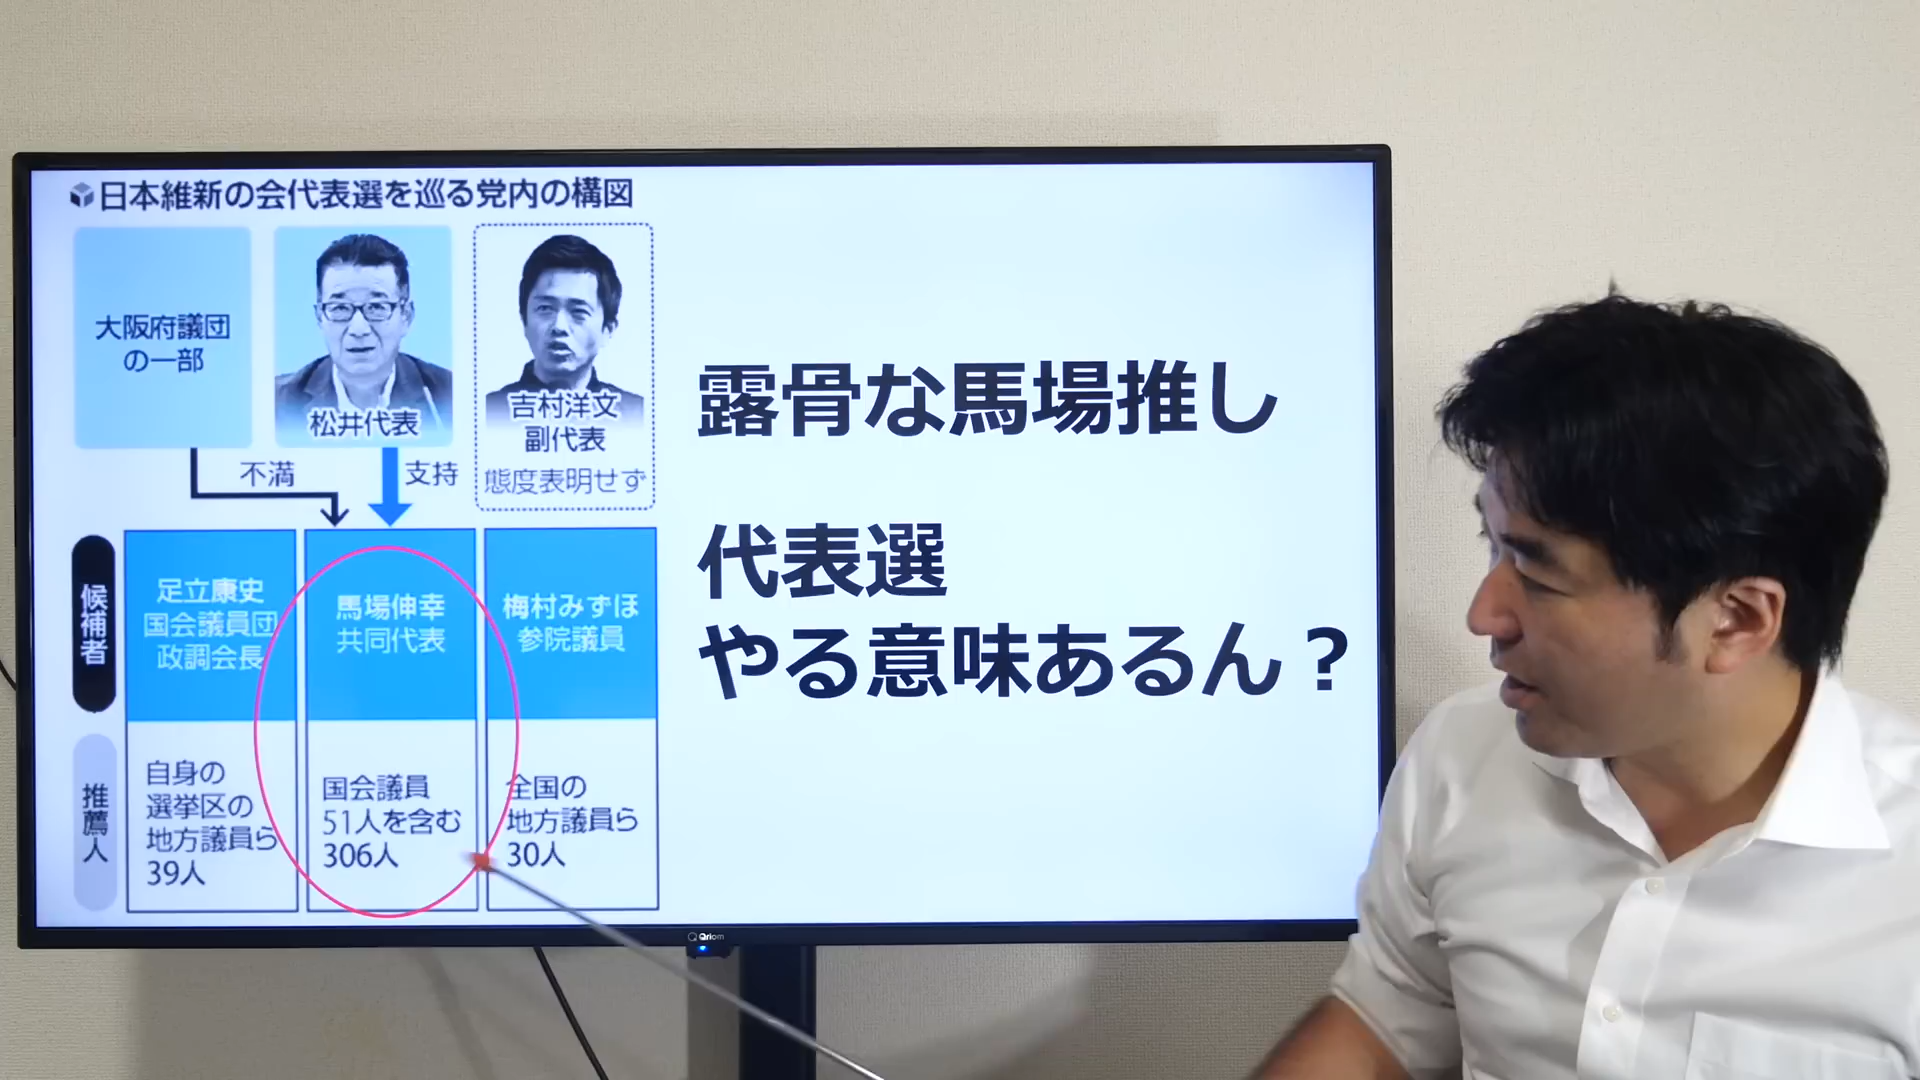 日本維新の会代表選を巡る党内の構図
大阪府議団
の一部
松井代表
吉村洋文
副代表
態度表明せず
不満
支持
候補者
足立康史
国会議員団
政調会長
馬場伸幸
共同代表
梅村みずほ
参院議員
推薦人
自身の
選挙区の
地方議員ら
39人
国会議員
51人を含む
306人
全国の
地方議員ら
30人
露骨な馬場推し
代表選
やる意味あるん？
Qriom